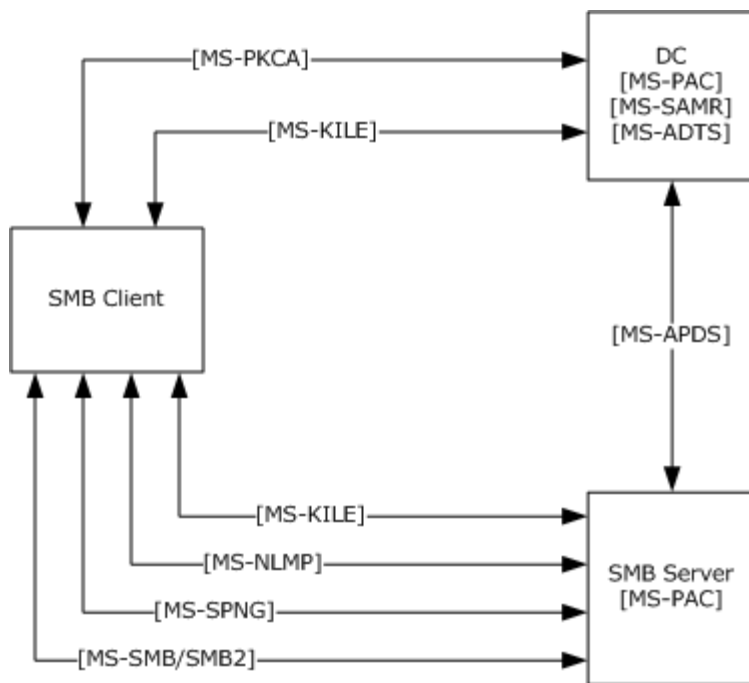 [MS-PKCA]
DC
[MS-PAC]
[MS-SAMR]
[MS-ADTS]
[MS-KILE]
SMB Client
[MS-APDS]
[MS-KILE]
[MS-NLMP]
SMB Server
[MS-PAC]
[MS-SPNG]
[MS-SMB/SMB2]